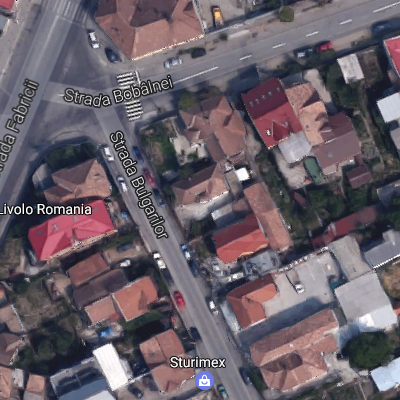 Strada Bobâlnei
Strada Fabricii
Strada Bulgarilor
Livolo Romania
Sturimex